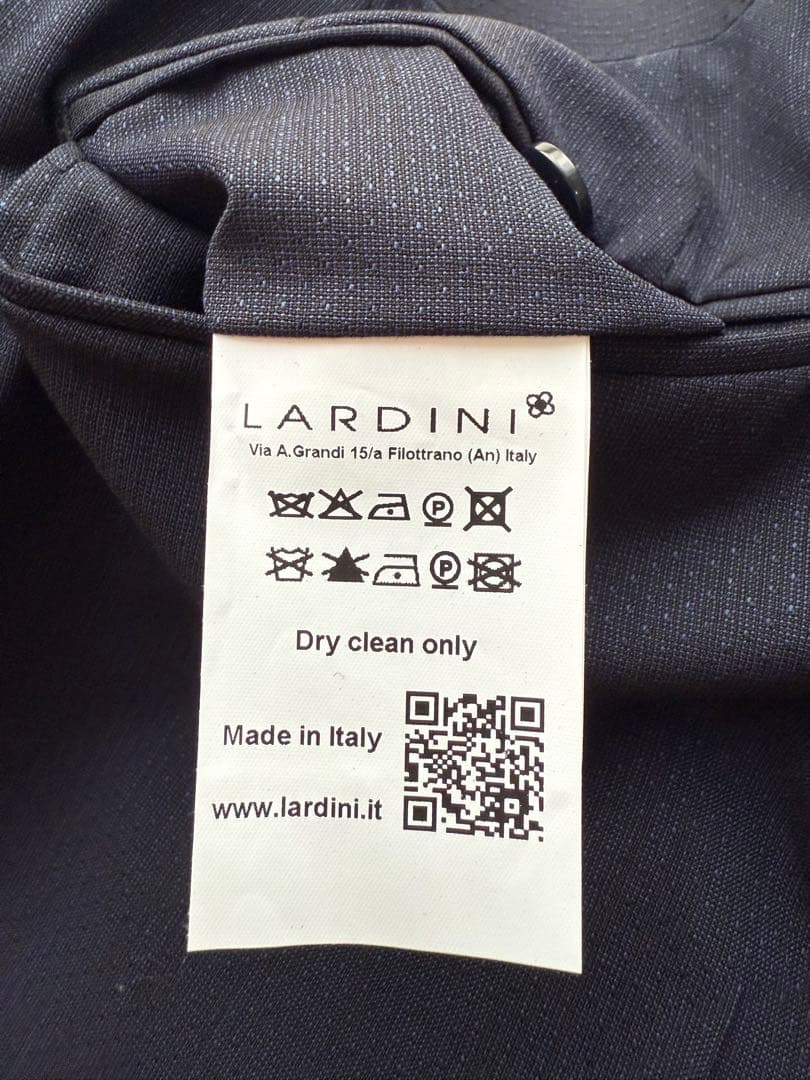 LARDINI
Via A.Grandi 15/a Filottrano (An) Italy
P
P
Dry clean only
Made in Italy
www.lardini.it